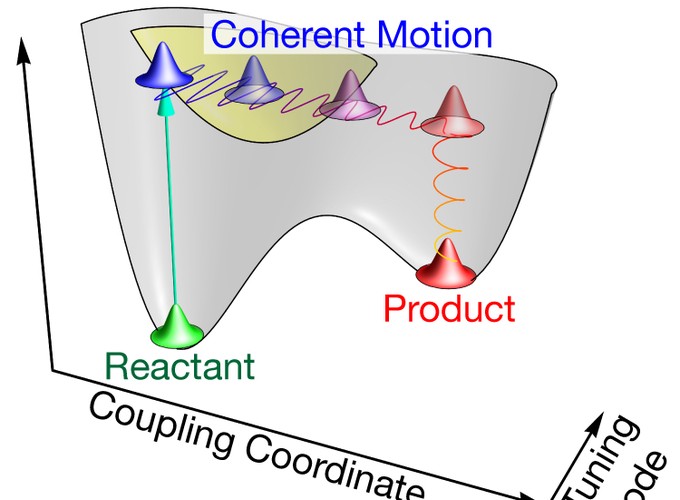 Coherent Motion
Product
Reactant
Coupling Coordinate
Tuning